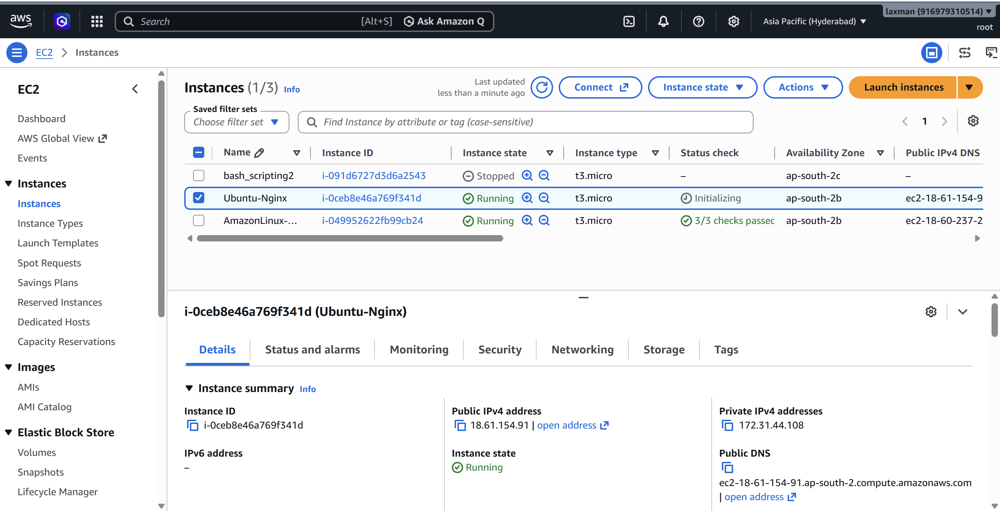 aws
Search [Alt+S] Ask Amazon Q
Asia Pacific (Hyderabad)
laxman (916979310514)
root
EC2 Instances
EC2
Dashboard
AWS Global View
Events
Instances
Instances
Instance Types
Launch Templates
Spot Requests
Savings Plans
Reserved Instances
Dedicated Hosts
Capacity Reservations
Images
AMIs
AMI Catalog
Elastic Block Store
Volumes
Snapshots
Lifecycle Manager
Instances (1/3) Info
Last updated
less than a minute ago
Connect
Instance state
Actions
Launch instances
Saved filter sets
Choose filter set
Find Instance by attribute or tag (case-sensitive)
1
Name Instance ID Instance state Instance type Status check Availability Zone Public IPv4 DNS
bash_scripting2 i-091d6727d3d6a2543 Stopped t3.micro – ap-south-2c –
Ubuntu-Nginx i-0ceb8e46a769f341d Running t3.micro Initializing ap-south-2b ec2-18-61-154-9
AmazonLinux-... i-049952622fb99cb24 Running t3.micro 3/3 checks passec ap-south-2b ec2-18-60-237-2
i-0ceb8e46a769f341d (Ubuntu-Nginx)
Details Status and alarms Monitoring Security Networking Storage Tags
Instance summary Info
Instance ID
i-0ceb8e46a769f341d
Public IPv4 address
18.61.154.91 | open address
Private IPv4 addresses
172.31.44.108
IPv6 address
–
Instance state
Running
Public DNS
ec2-18-61-154-91.ap-south-2.compute.amazonaws.com
| open address